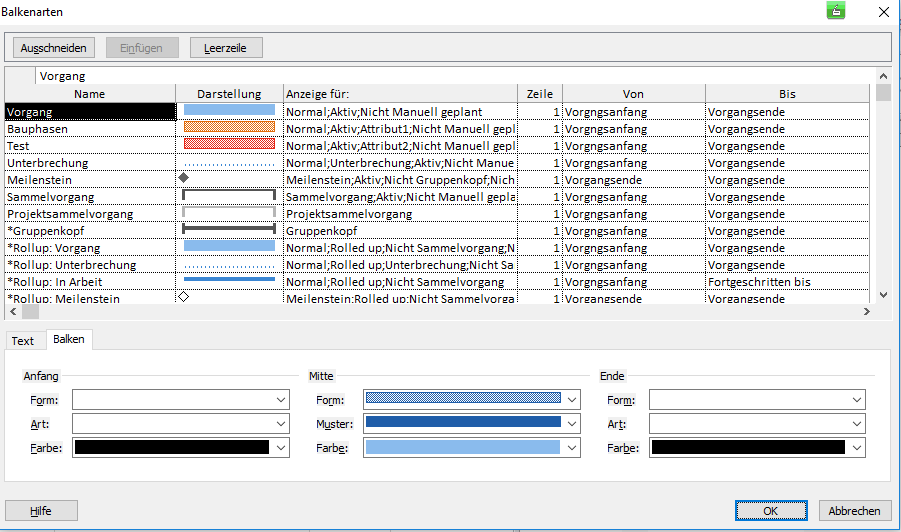 Balkenarten
Ausschneiden Einfügen Leerzeile
Vorgang
Name Darstellung Anzeige für: Zeile Von Bis
Vorgang Normal;Aktiv;Nicht Manuell geplant 1 Vorgngsanfang Vorgangsende
Bauphasen Normal;Aktiv;Attribut1;Nicht Manuell gepl 1 Vorgngsanfang Vorgangsende
Test Normal;Aktiv;Attribut2;Nicht Manuell gepl 1 Vorgngsanfang Vorgangsende
Unterbrechung Normal;Unterbrechung;Aktiv;Nicht Manue 1 Vorgngsanfang Vorgangsende
Meilenstein Meilenstein;Aktiv;Nicht Gruppenkopf;Nich 1 Vorgangsende Vorgangsende
Sammelvorgang Sammelvorgang;Aktiv;Nicht Manuell gepla 1 Vorgngsanfang Vorgangsende
Projektsammelvorgang Projektsammelvorgang 1 Vorgngsanfang Vorgangsende
*Gruppenkopf Gruppenkopf 1 Vorgngsanfang Vorgangsende
*Rollup: Vorgang Normal;Rolled up;Nicht Sammelvorgang;N 1 Vorgngsanfang Vorgangsende
*Rollup: Unterbrechung Normal;Rolled up;Unterbrechung;Nicht Sa 1 Vorgngsanfang Vorgangsende
*Rollup: In Arbeit Normal;Rolled up;Nicht Sammelvorgang 1 Vorgngsanfang Fortgeschritten bis
*Rollup: Meilenstein Meilenstein;Rolled up;Nicht Sammelvorga 1 Vorgangsende Vorgangsende
Text Balken
Anfang Mitte Ende
Form: Form: Form:
Art: Muster: Art:
Farbe: Farbe: Farbe:
Hilfe OK Abbrechen